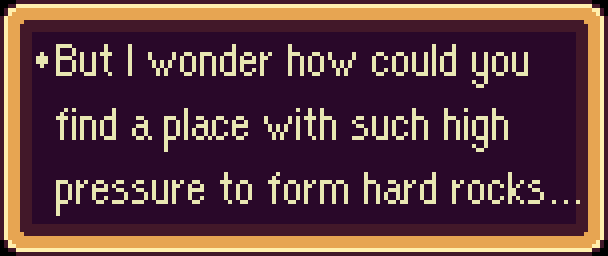 •But I wonder how could you
find a place with such high
pressure to form hard rocks...